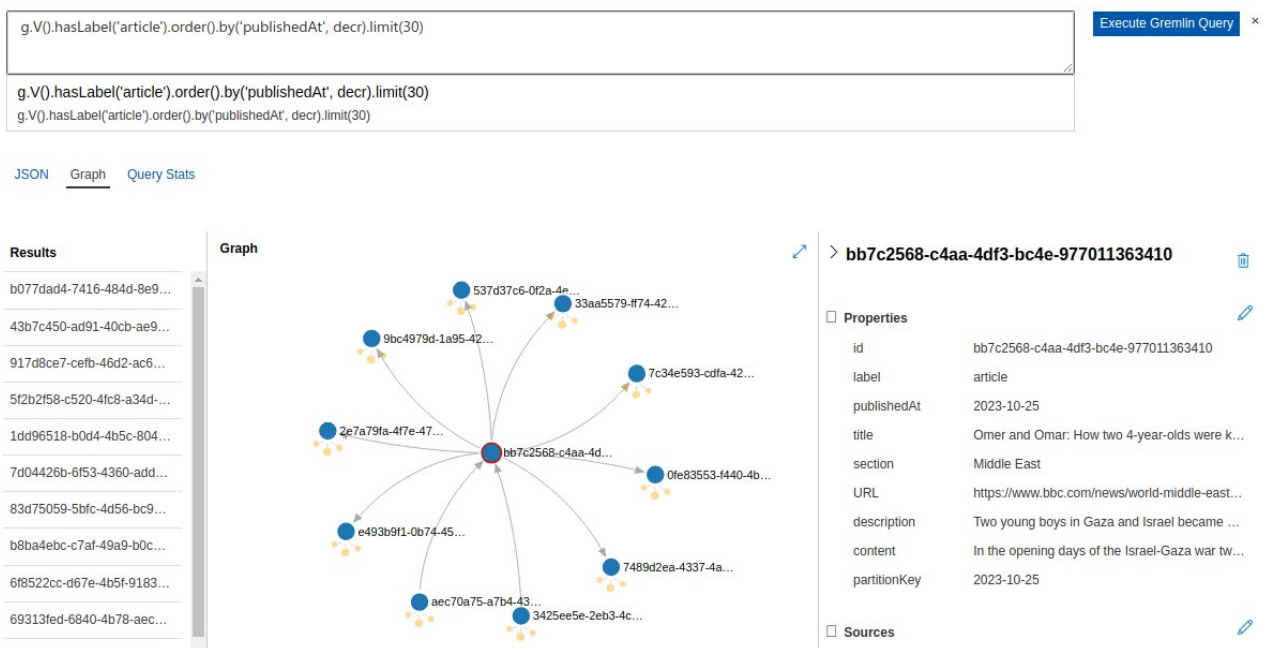 g.V().hasLabel('article').order().by('publishedAt', decr).limit(30)
Execute Gremlin Query ×
g.V().hasLabel('article').order().by('publishedAt', decr).limit(30)
g.V().hasLabel('article').order().by('publishedAt', decr).limit(30)
JSON Graph Query Stats
Results
b077dad4-7416-484d-8e9...
43b7c450-ad91-40cb-ae9...
917d8ce7-cefb-46d2-ac6...
5f2b2f58-c520-4fc8-a34d-...
1dd96518-b0d4-4b5c-804...
7d04426b-6f53-4360-add...
83d75059-5bfc-4d56-bc9...
b8ba4ebc-c7af-49a9-b0c...
6f8522cc-d67e-4b5f-9183...
69313fed-6840-4b78-aec...
Graph
537d37c6-0f2a-4e...
33aa5579-ff74-42...
9bc4979d-1a95-42...
7c34e593-cdfa-42...
2e7a79fa-4f7e-47...
bb7c2568-c4aa-4d...
0fe83553-f440-4b...
e493b9f1-0b74-45...
7489d2ea-4337-4a...
aec70a75-a7b4-43...
3425ee5e-2eb3-4c...
bb7c2568-c4aa-4df3-bc4e-977011363410
Properties
id bb7c2568-c4aa-4df3-bc4e-977011363410
label article
publishedAt 2023-10-25
title Omer and Omar: How two 4-year-olds were k...
section Middle East
URL https://www.bbc.com/news/world-middle-east...
description Two young boys in Gaza and Israel became ...
content In the opening days of the Israel-Gaza war tw...
partitionKey 2023-10-25
Sources